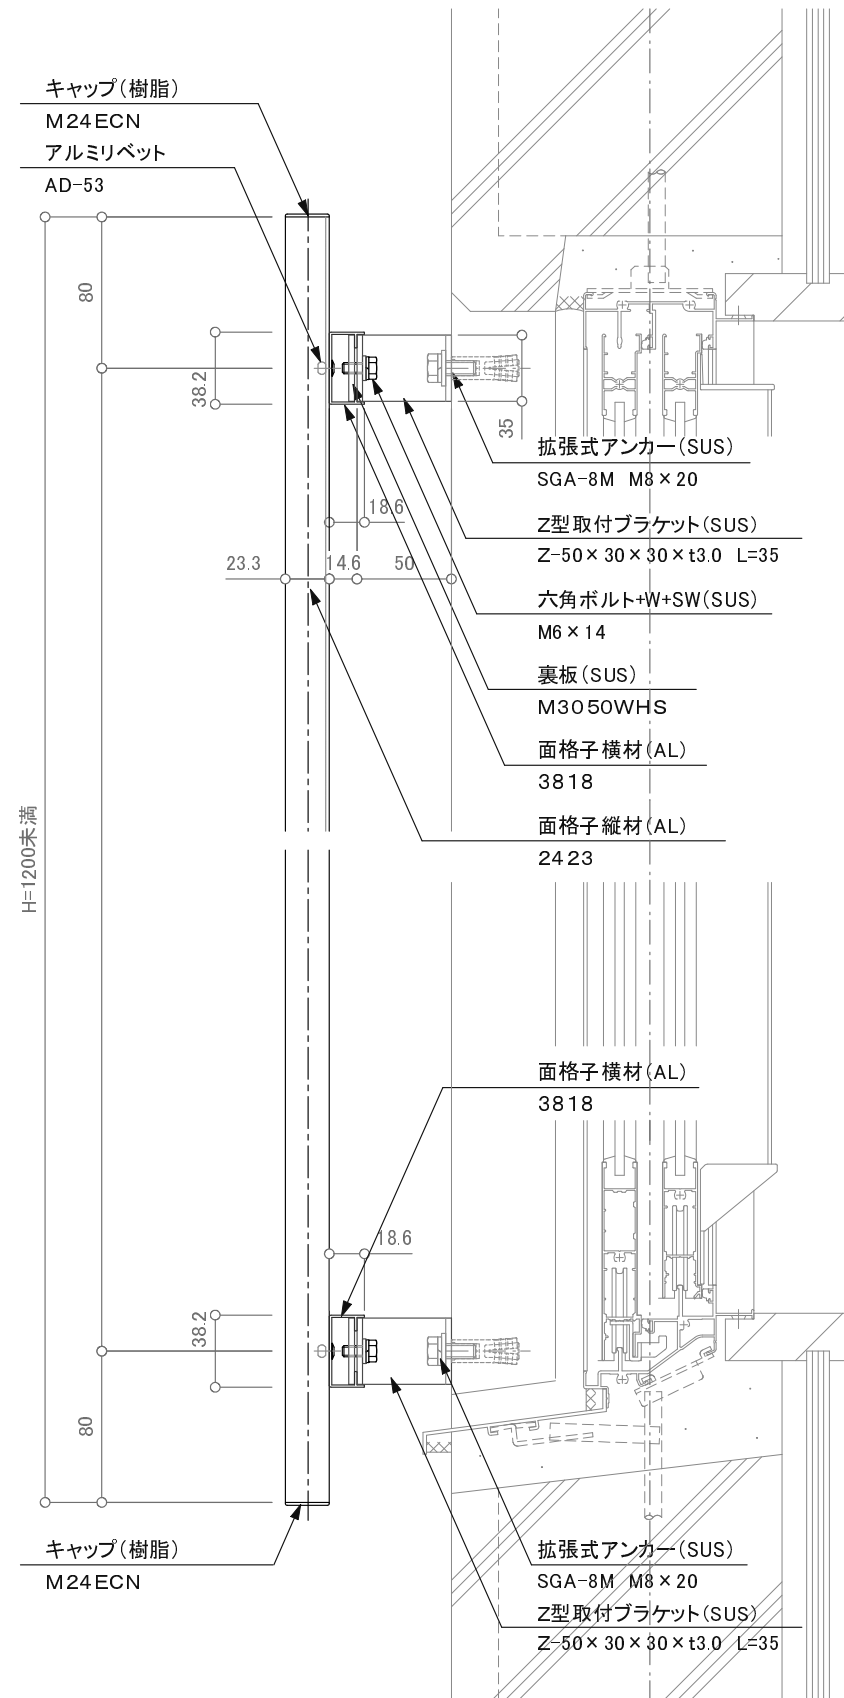 キャップ（樹脂）
M24ECN
アルミリベット
AD-53
80
38.2
35
拡張式アンカー（SUS）
SGA-8M M8×20
18.6
Z型取付ブラケット（SUS）
Z-50×30×30×t3.0 L=35
23.3
14.6
50
六角ボルト+W+SW（SUS）
M6×14
裏板（SUS）
M3050WHS
面格子横材（AL）
3818
面格子縦材（AL）
2423
H=1200未満
面格子横材（AL）
3818
18.6
38.2
80
キャップ（樹脂）
M24ECN
拡張式アンカー（SUS）
SGA-8M M8×20
Z型取付ブラケット（SUS）
Z-50×30×30×t3.0 L=35